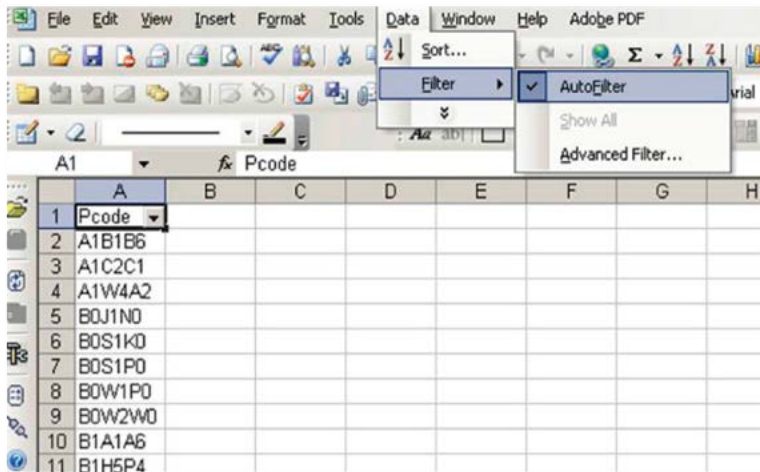 File Edit View Insert Format Tools Data Window Help Adobe PDF
Sort...
Filter AutoFilter
Show All
Advanced Filter...
A1 fx Pcode
A B C D E F G H
1 Pcode
2 A1B1B6
3 A1C2C1
4 A1W4A2
5 B0J1N0
6 B0S1K0
7 B0S1P0
8 B0W1P0
9 B0W2W0
10 B1A1A6
11 B1H5P4